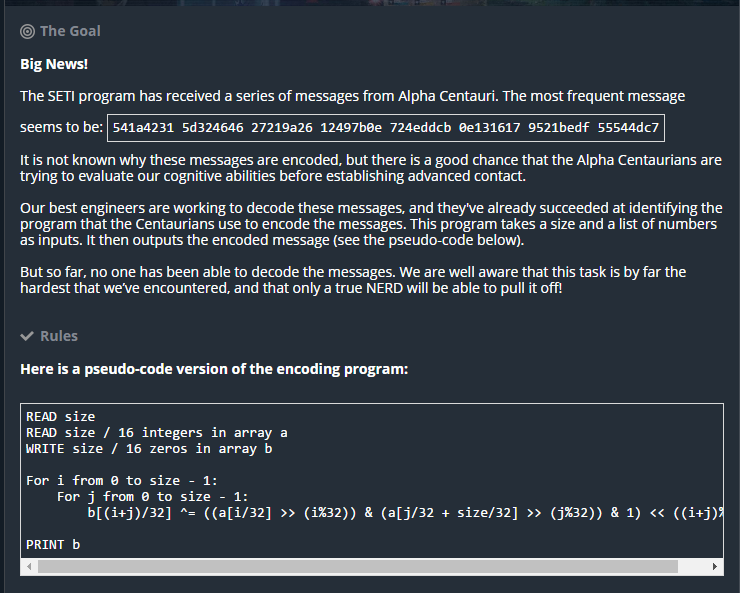 The Goal
Big News!
The SETI program has received a series of messages from Alpha Centauri. The most frequent message
seems to be: 541a4231 5d324646 27219a26 12497b0e 724eddcb 0e131617 9521bedf 55544dc7
It is not known why these messages are encoded, but there is a good chance that the Alpha Centaurians are
trying to evaluate our cognitive abilities before establishing advanced contact.
Our best engineers are working to decode these messages, and they've already succeeded at identifying the
program that the Centaurians use to encode the messages. This program takes a size and a list of numbers
as inputs. It then outputs the encoded message (see the pseudo-code below).
But so far, no one has been able to decode the messages. We are well aware that this task is by far the
hardest that we've encountered, and that only a true NERD will be able to pull it off!
Rules
Here is a pseudo-code version of the encoding program:
READ size
READ size / 16 integers in array a
WRITE size / 16 zeros in array b
For i from 0 to size - 1:
For j from 0 to size - 1:
b[(i+j)/32] ^= ((a[i/32] >> (i%32)) & (a[j/32 + size/32] >> (j%32)) & 1) << ((i+j)%
PRINT b